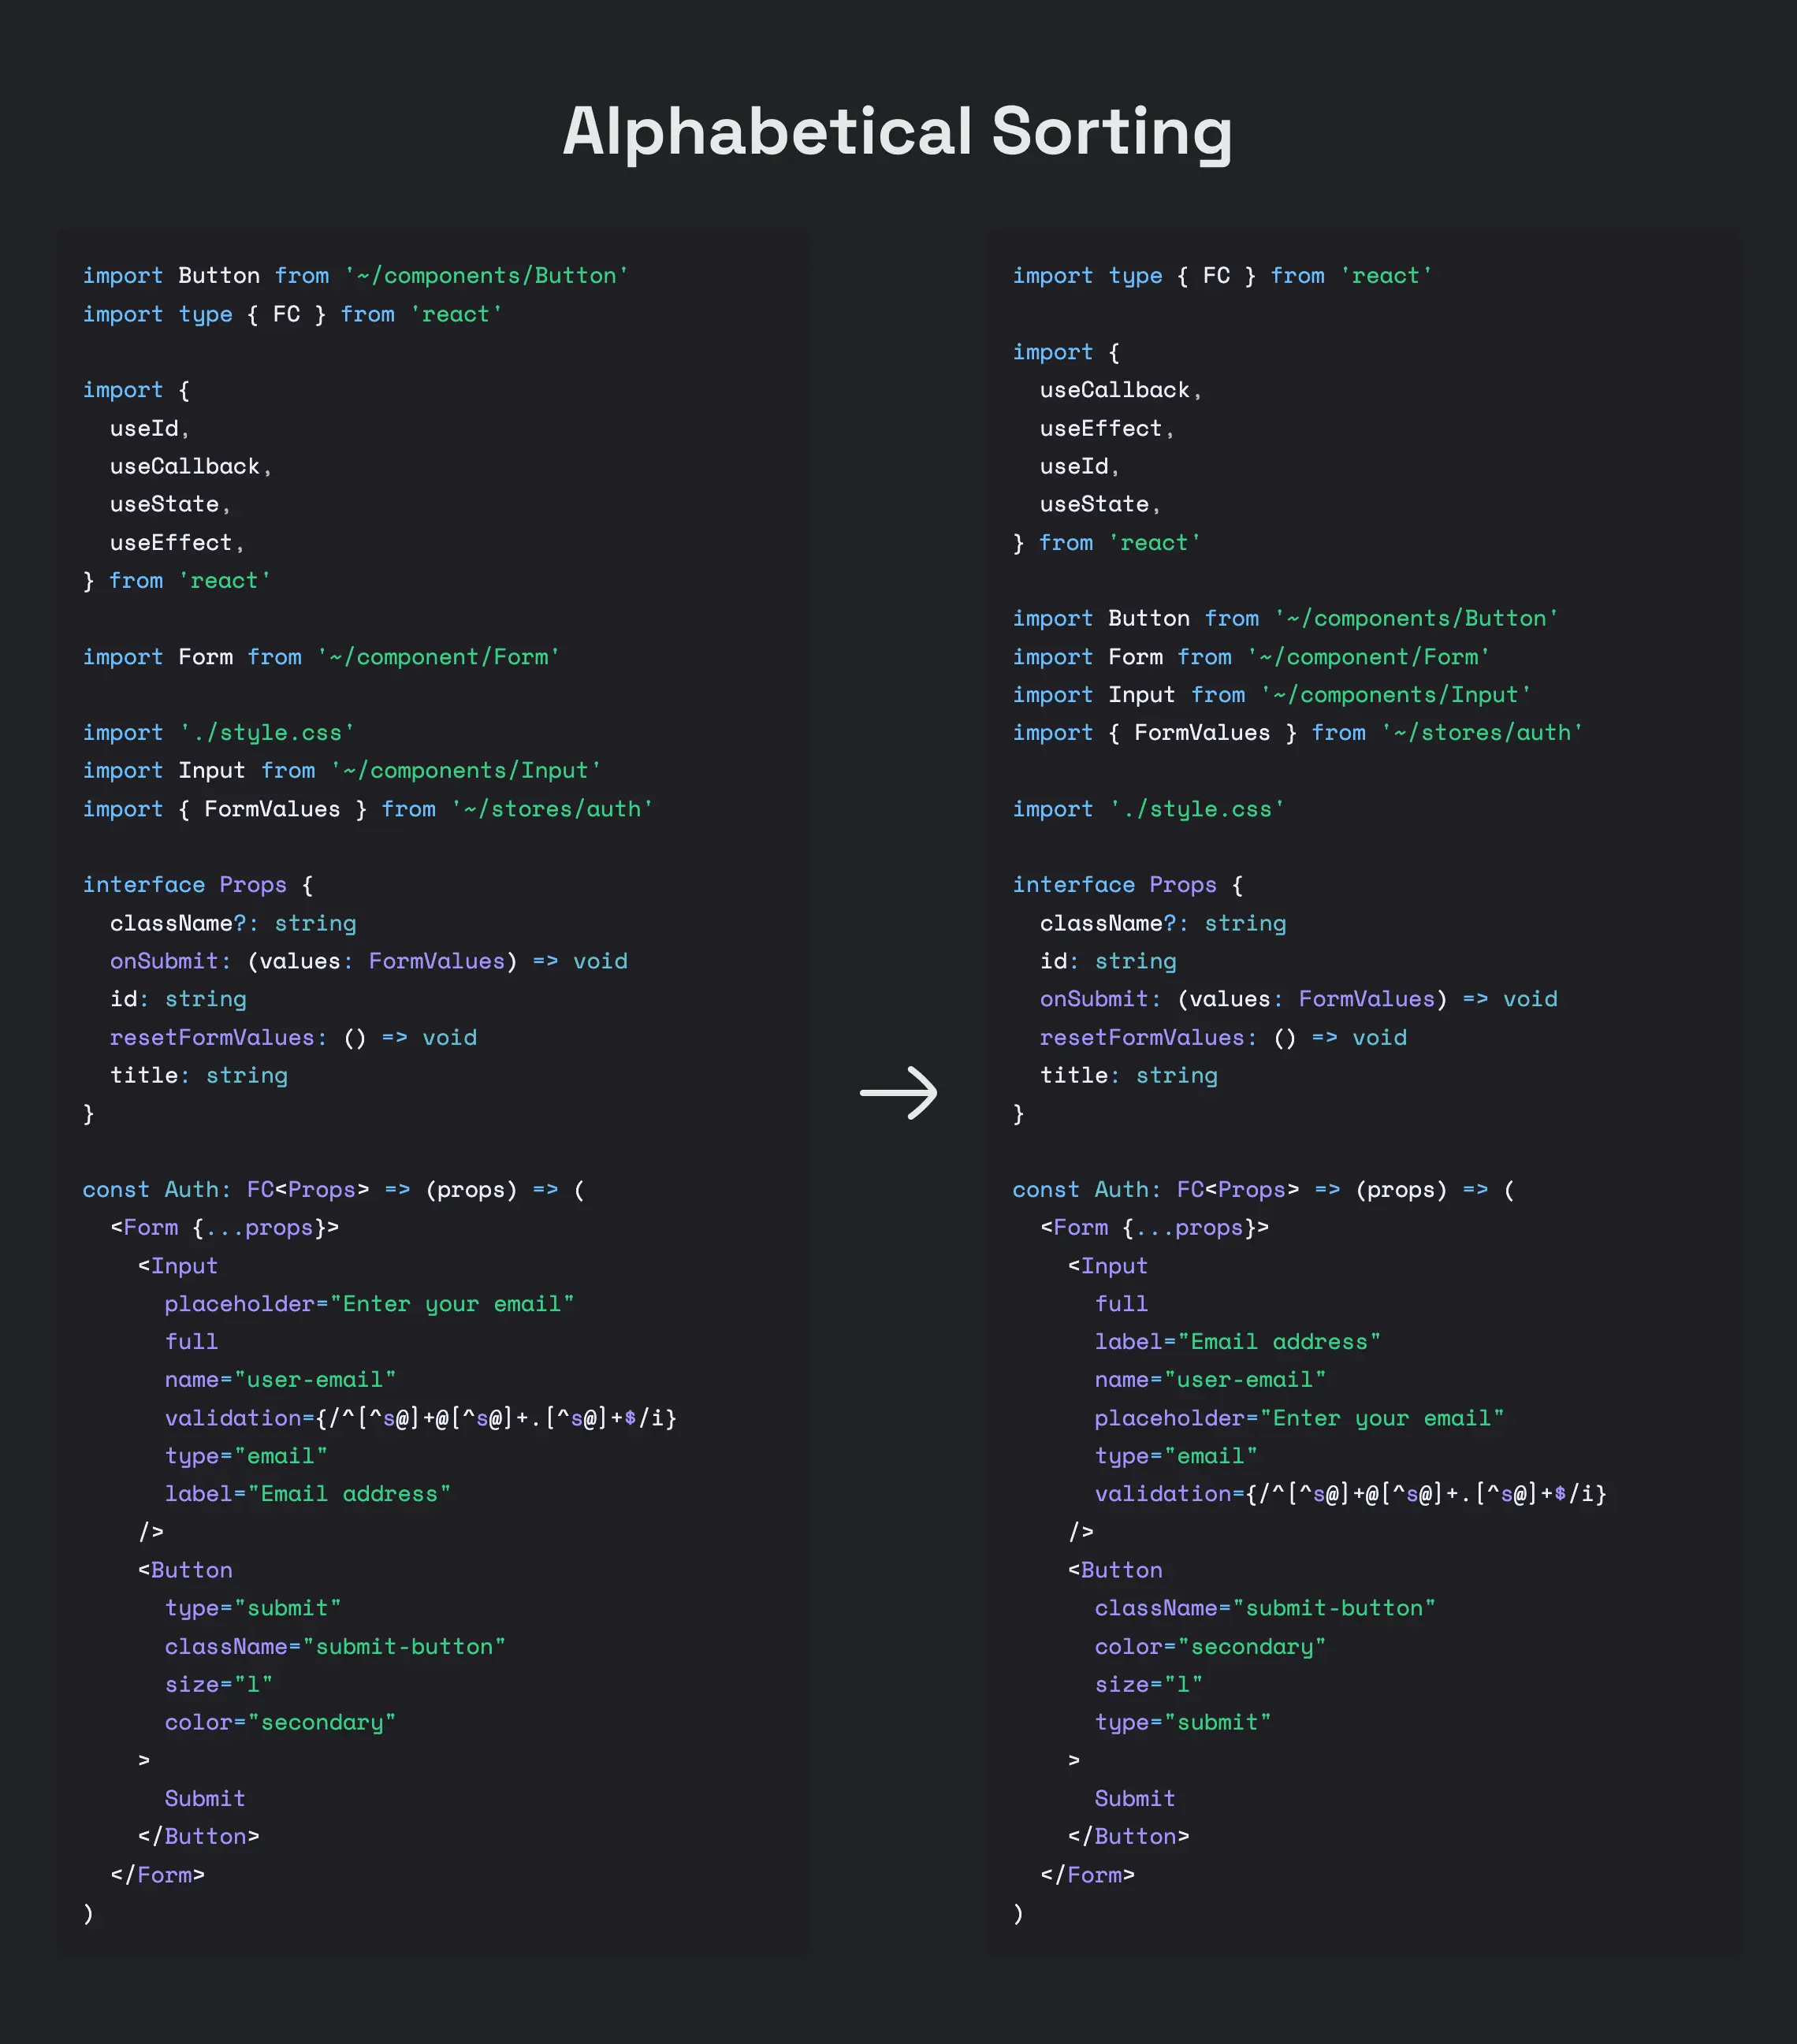 Alphabetical Sorting
import Button from '~/components/Button'
import type { FC } from 'react'
import {
  useId,
  useCallback,
  useState,
  useEffect,
} from 'react'
import Form from '~/component/Form'
import './style.css'
import Input from '~/components/Input'
import { FormValues } from '~/stores/auth'
interface Props {
  className?: string
  onSubmit: (values: FormValues) => void
  id: string
  resetFormValues: () => void
  title: string
}
const Auth: FC<Props> => (props) => (
  <Form {...props}>
    <Input
      placeholder="Enter your email"
      full
      name="user-email"
      validation={/^[^s@]+@[^s@]+.[^s@]+$/i}
      type="email"
      label="Email address"
    />
    <Button
      type="submit"
      className="submit-button"
      size="l"
      color="secondary"
    >
      Submit
    </Button>
  </Form>
)
→
import type { FC } from 'react'
import {
  useCallback,
  useEffect,
  useId,
  useState,
} from 'react'
import Button from '~/components/Button'
import Form from '~/component/Form'
import Input from '~/components/Input'
import { FormValues } from '~/stores/auth'
import './style.css'
interface Props {
  className?: string
  id: string
  onSubmit: (values: FormValues) => void
  resetFormValues: () => void
  title: string
}
const Auth: FC<Props> => (props) => (
  <Form {...props}>
    <Input
      full
      label="Email address"
      name="user-email"
      placeholder="Enter your email"
      type="email"
      validation={/^[^s@]+@[^s@]+.[^s@]+$/i}
    />
    <Button
      className="submit-button"
      color="secondary"
      size="l"
      type="submit"
    >
      Submit
    </Button>
  </Form>
)